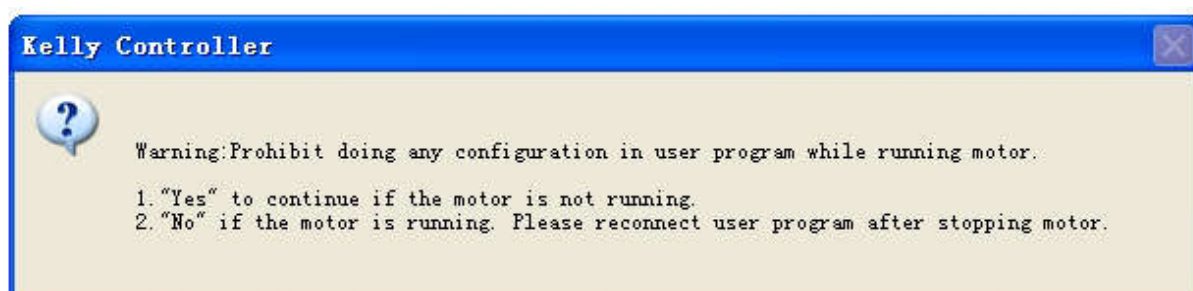 Kelly Controller
Warning:Prohibit doing any configuration in user program while running motor.
1."Yes" to continue if the motor is not running.
2."No" if the motor is running. Please reconnect user program after stopping motor.